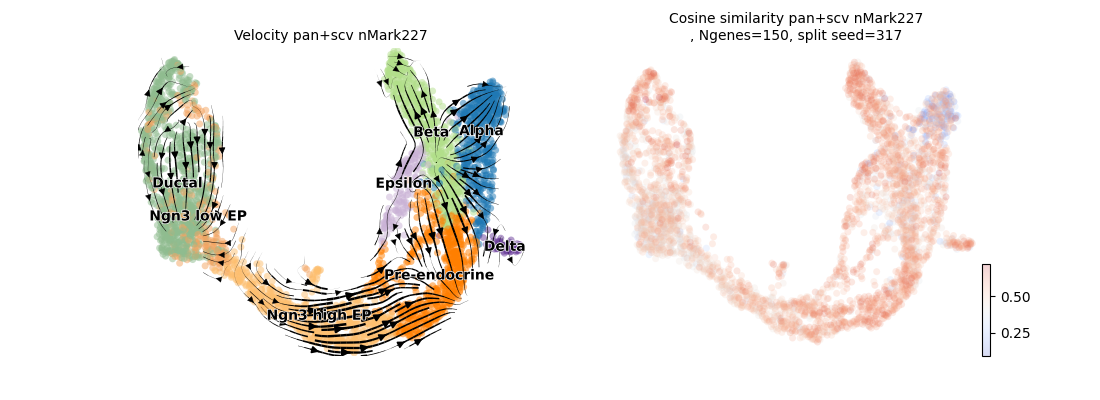 Velocity pan+scv nMark227
Beta
Alpha
Ductal
Epsilon
Ngn3 low EP
Delta
Pre-endocrine
Ngn3 high EP
Cosine similarity pan+scv nMark227
, Ngenes=150, split seed=317
0.50
0.25